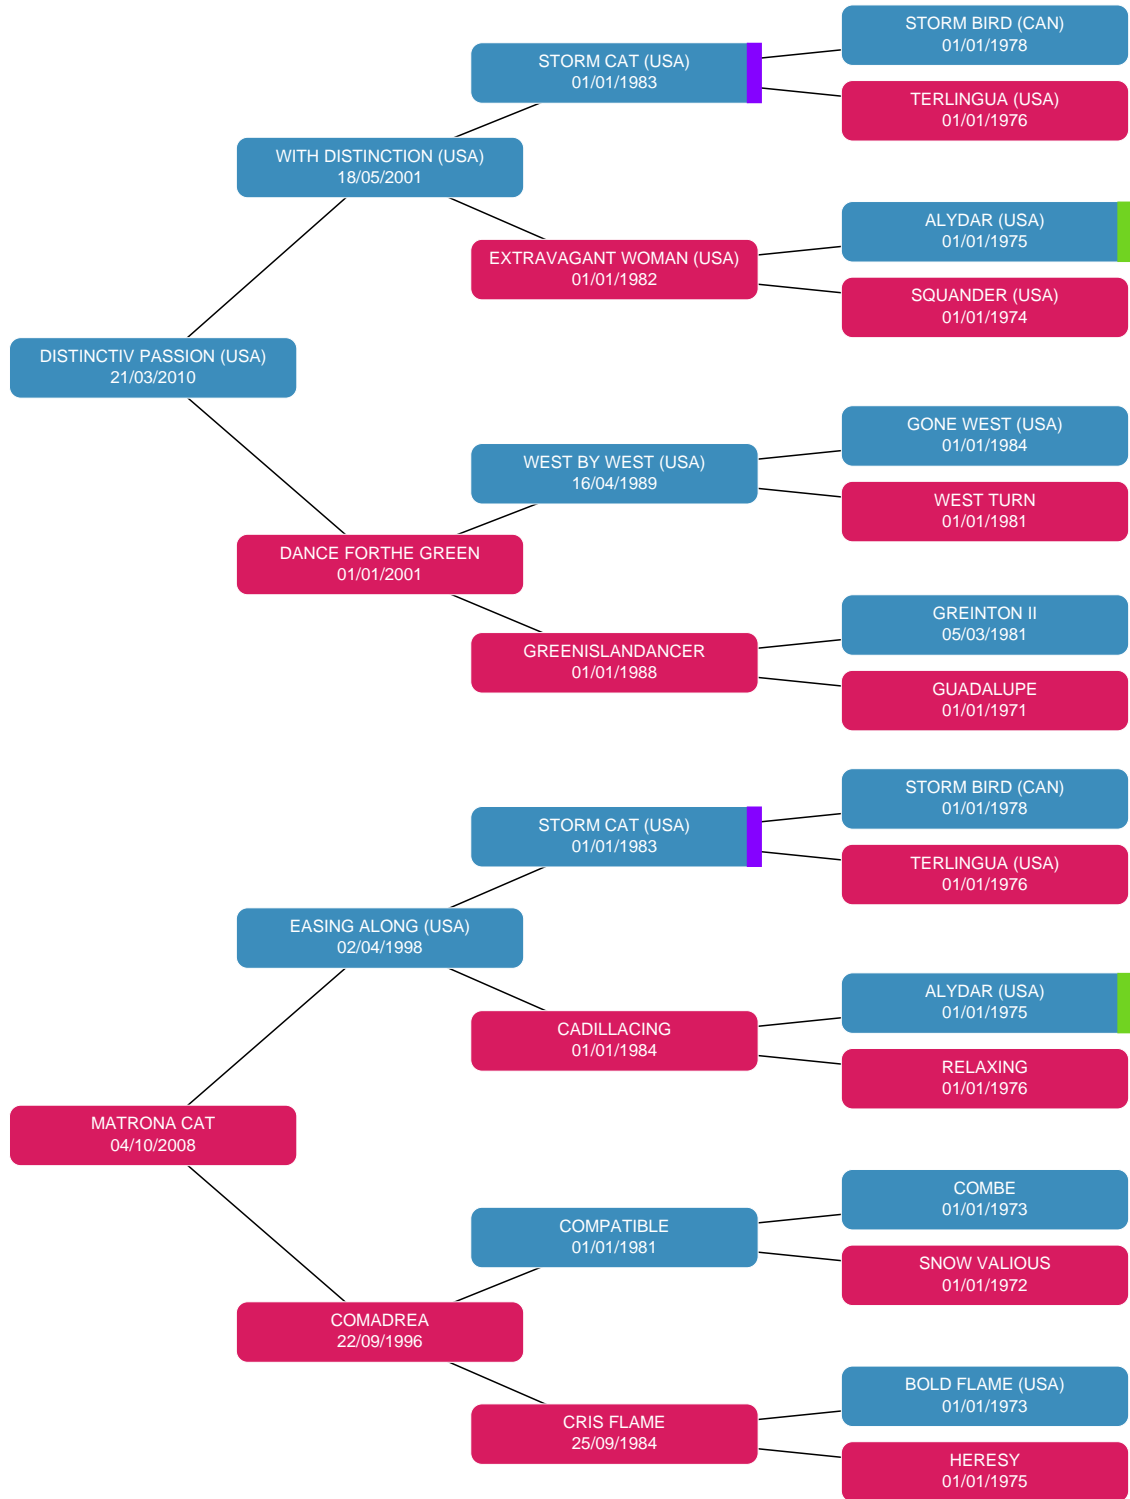 STORM BIRD (CAN)
01/01/1978
STORM CAT (USA)
01/01/1983
TERLINGUA (USA)
01/01/1976
WITH DISTINCTION (USA)
18/05/2001
ALYDAR (USA)
01/01/1975
EXTRAVAGANT WOMAN (USA)
01/01/1982
SQUANDER (USA)
01/01/1974
DISTINCTIV PASSION (USA)
21/03/2010
GONE WEST (USA)
01/01/1984
WEST BY WEST (USA)
16/04/1989
WEST TURN
01/01/1981
DANCE FORTHE GREEN
01/01/2001
GREINTON II
05/03/1981
GREENISLANDANCER
01/01/1988
GUADALUPE
01/01/1971
STORM BIRD (CAN)
01/01/1978
STORM CAT (USA)
01/01/1983
TERLINGUA (USA)
01/01/1976
EASING ALONG (USA)
02/04/1998
ALYDAR (USA)
01/01/1975
CADILLACING
01/01/1984
RELAXING
01/01/1976
MATRONA CAT
04/10/2008
COMBE
01/01/1973
COMPATIBLE
01/01/1981
SNOW VALIOUS
01/01/1972
COMADREA
22/09/1996
BOLD FLAME (USA)
01/01/1973
CRIS FLAME
25/09/1984
HERESY
01/01/1975